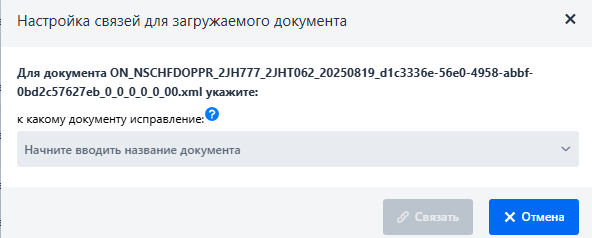 Настройка связей для загружаемого документа
Для документа ON_NSCHFDOPPR_2JH777_2JHT062_20250819_d1c3336e-56e0-4958-abbf-
0bd2c57627eb_0_0_0_0_0_00.xml укажите:
к какому документу исправление:?
Начните вводить название документа
Связать
Отмена